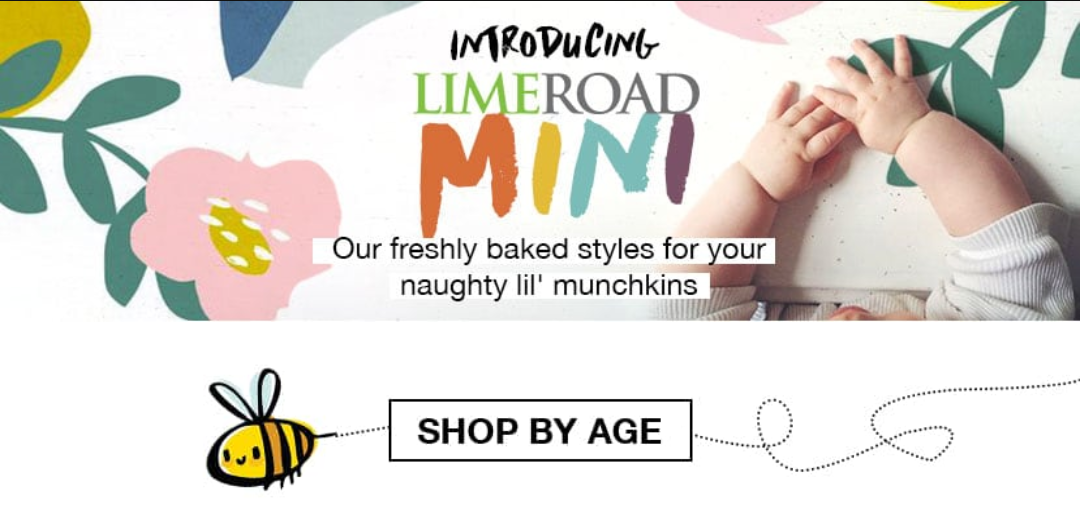 INTRODUCING
LIMEROAD
MINI
Our freshly baked styles for your
naughty lil' munchkins
SHOP BY AGE